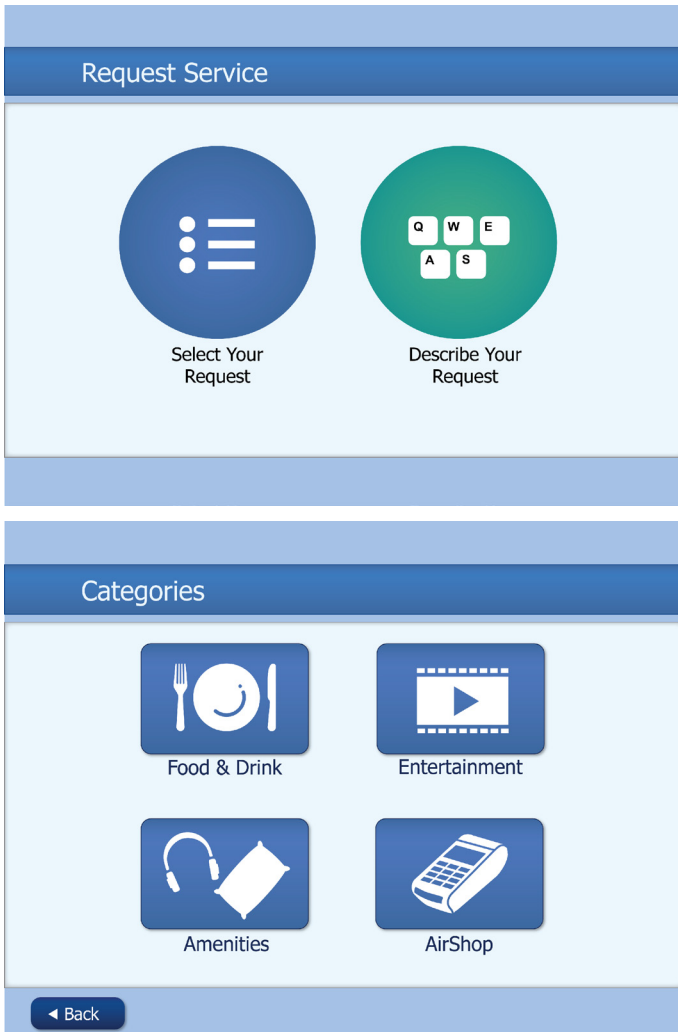 Request Service
Q W E
A S
Select Your
Request
Describe Your
Request
Categories
Food & Drink
Entertainment
Amenities
AirShop
Back